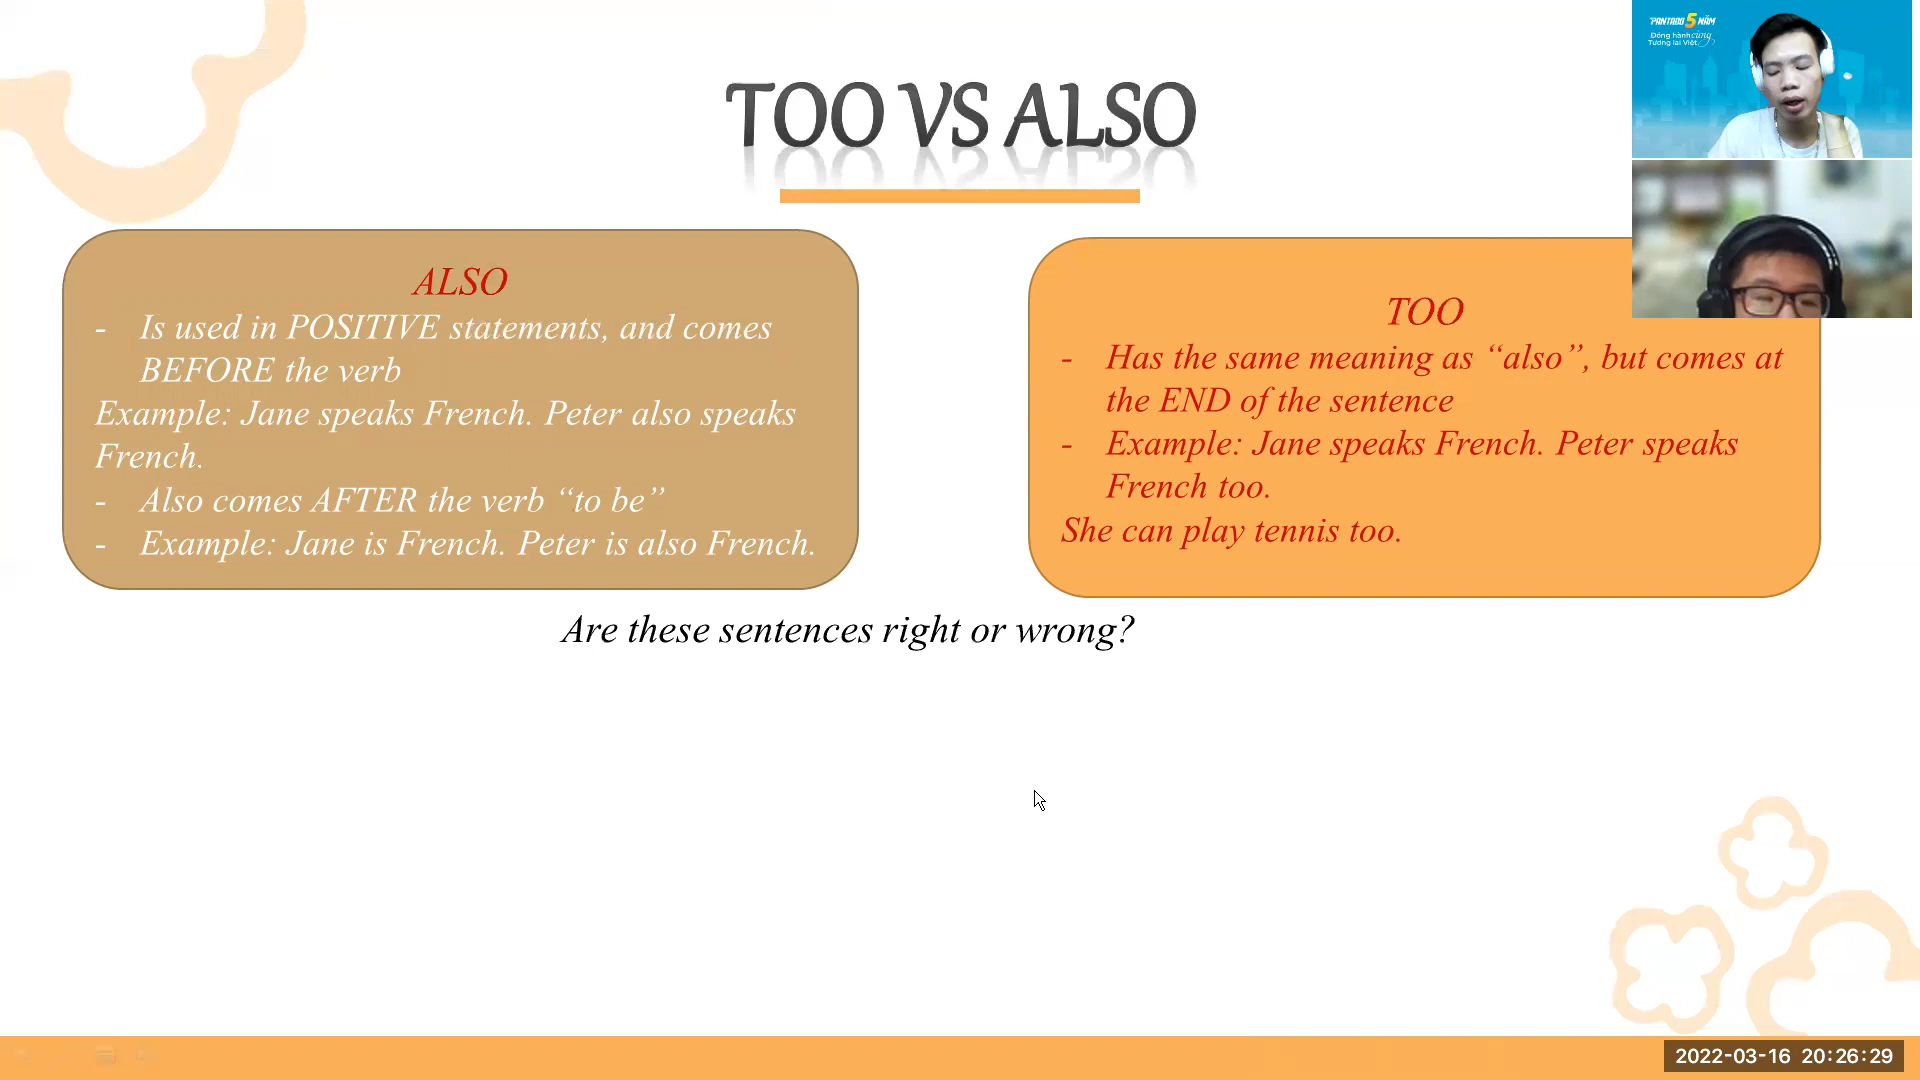 PANTADO 5 NĂM
Đồng hành cùng
Tương lai Việt
TOO VS ALSO
ALSO
- Is used in POSITIVE statements, and comes
BEFORE the verb
Example: Jane speaks French. Peter also speaks
French.
- Also comes AFTER the verb “to be”
- Example: Jane is French. Peter is also French.
TOO
- Has the same meaning as “also”, but comes at
the END of the sentence
- Example: Jane speaks French. Peter speaks
French too.
She can play tennis too.
Are these sentences right or wrong?
2022-03-16 20:26:29